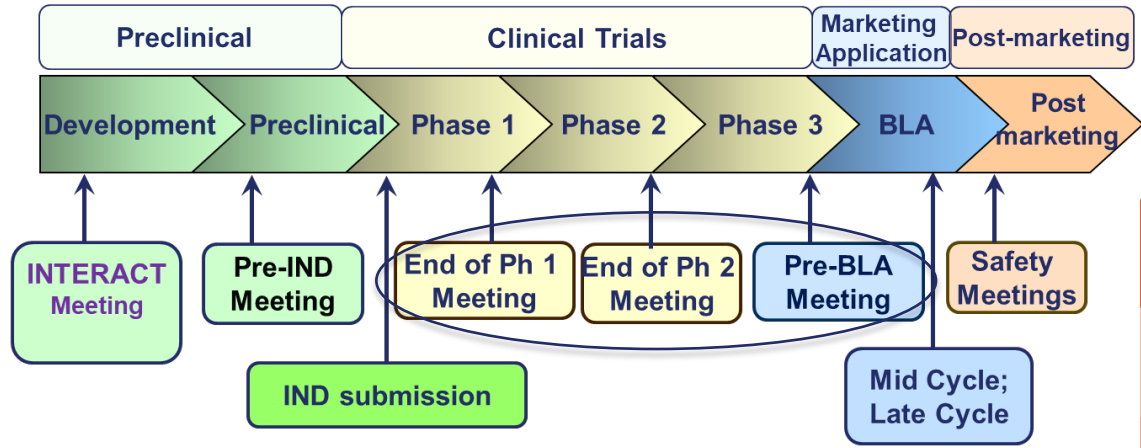 Preclinical
Clinical Trials
Marketing
Application
Post-marketing
Development
Preclinical
Phase 1
Phase 2
Phase 3
BLA
Post
marketing
INTERACT
Meeting
Pre-IND
Meeting
End of Ph 1
Meeting
End of Ph 2
Meeting
Pre-BLA
Meeting
Safety
Meetings
IND submission
Mid Cycle;
Late Cycle